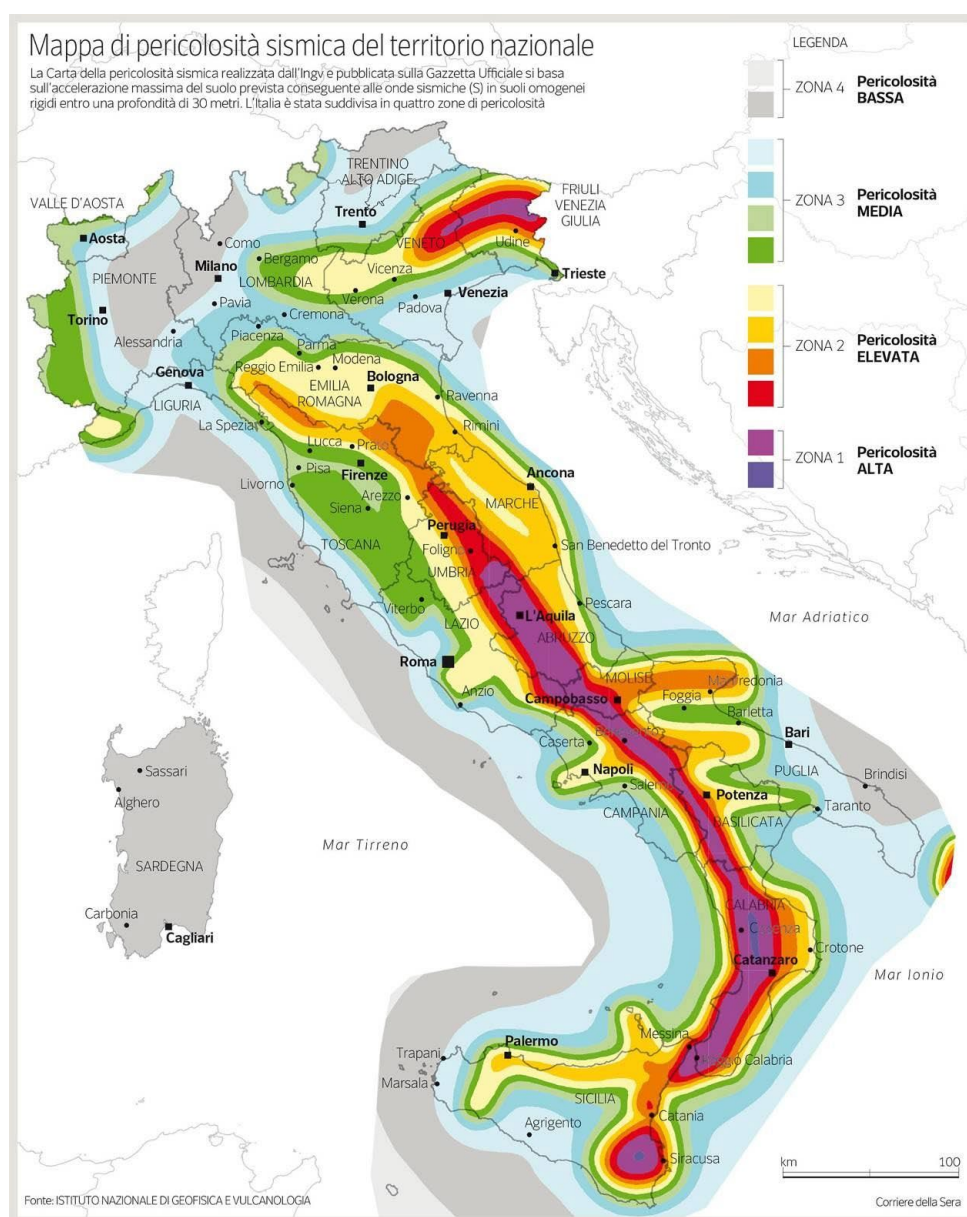 Mappa di pericolosità sismica del territorio nazionale
La Carta della pericolosità sismica realizzata dall'Ingv e pubblicata sulla Gazzetta Ufficiale si basa
sull'accelerazione massima del suolo prevista conseguente alle onde sismiche (S) in suoli omogenei
rigidi entro una profondità di 30 metri. L'Italia è stata suddivisa in quattro zone di pericolosità
LEGENDA
ZONA 4
Pericolosità
BASSA
ZONA 3
Pericolosità
MEDIA
ZONA 2
Pericolosità
ELEVATA
ZONA 1
Pericolosità
ALTA
TRENTINO
ALTO ADIGE
VALLE D'AOSTA
FRIULI
VENEZIA
GIULIA
Trento
Aosta
Como
VENETO
Udine
Bergamo
Milano
PIEMONTE
LOMBARDIA
Vicenza
Trieste
Verona
Padova
Venezia
Pavia
Torino
Cremona
Piacenza
Alessandria
Parma
Modena
Reggio Emilia
Genova
EMILIA
ROMAGNA
Bologna
LIGURIA
Ravenna
La Spezia
Rimini
Lucca
Prato
Pisa
Firenze
Ancona
Livorno
Arezzo
Siena
MARCHE
Perugia
TOSCANA
Foligno
San Benedetto del Tronto
UMBRIA
Viterbo
Pescara
L'Aquila
LAZIO
ABRUZZO
Mar Adriatico
Roma
MOLISE
Manfredonia
Anzio
Campobasso
Foggia
Barletta
Bari
Caserta
Benevento
Napoli
PUGLIA
Brindisi
Sassari
Salerno
Potenza
Alghero
CAMPANIA
BASILICATA
Taranto
Mar Tirreno
SARDEGNA
CALABRIA
Carbonia
Cosenza
Cagliari
Crotone
Catanzaro
Mar Ionio
Messina
Palermo
Trapani
Reggio Calabria
Marsala
SICILIA
Catania
Agrigento
Siracusa
km 100
Fonte: ISTITUTO NAZIONALE DI GEOFISICA E VULCANOLOGIA
Corriere della Sera